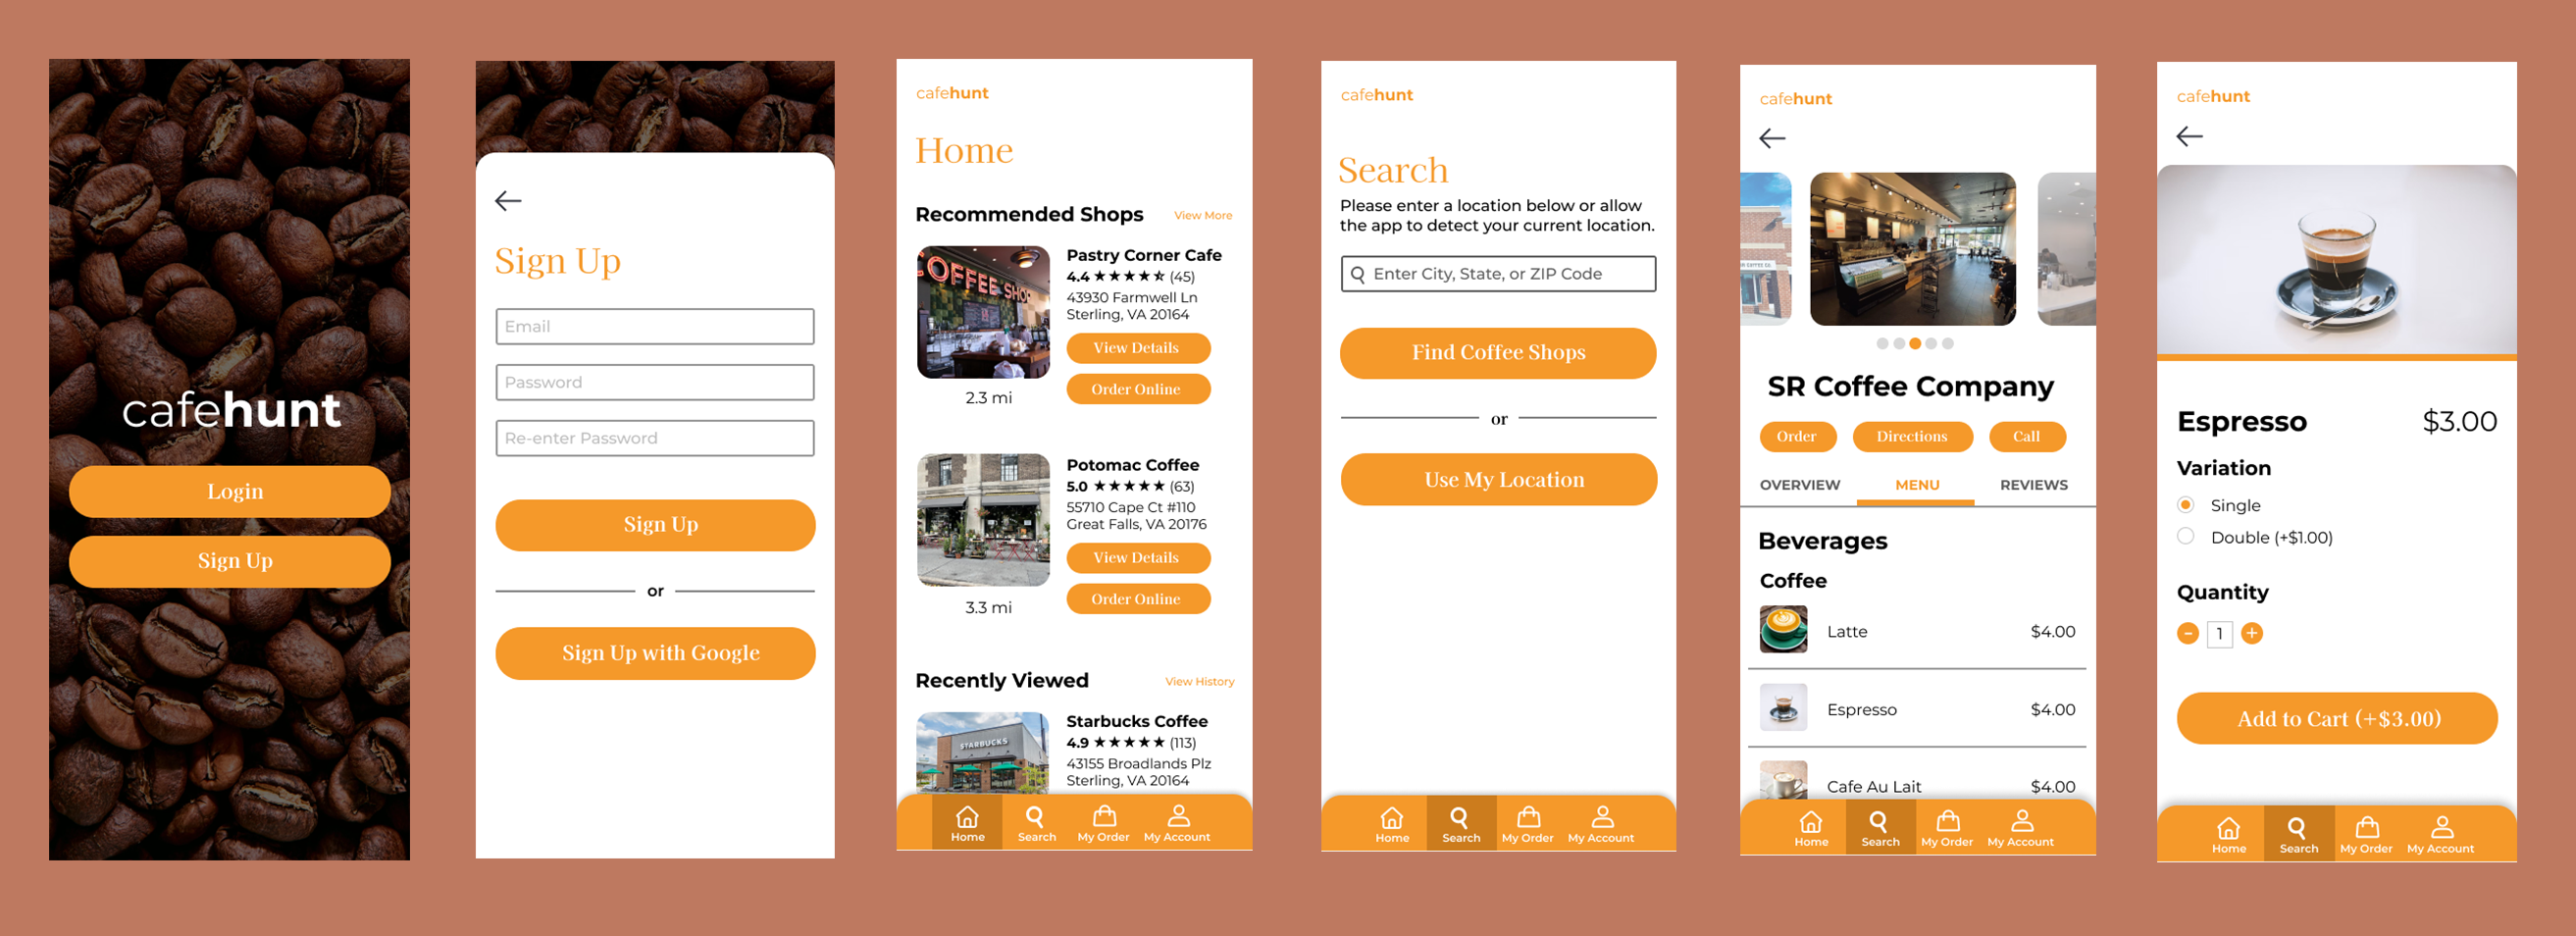 cafehunt
Login
Sign Up
Sign Up
Email
Password
Re-enter Password
Sign Up
or
Sign Up with Google
cafehunt
Home
Recommended Shops
View More
COFFEE SHOP
Pastry Corner Cafe
4.4 ★★★★⯨ (45)
43930 Farmwell Ln
Sterling, VA 20164
View Details
Order Online
2.3 mi
Potomac Coffee
5.0 ★★★★★ (63)
55710 Cape Ct #110
Great Falls, VA 20176
View Details
Order Online
3.3 mi
Recently Viewed
View History
STARBUCKS
Starbucks Coffee
4.9 ★★★★★ (113)
43155 Broadlands Plz
Sterling, VA 20164
Home
Search
My Order
My Account
cafehunt
Search
Please enter a location below or allow
the app to detect your current location.
Enter City, State, or ZIP Code
Find Coffee Shops
or
Use My Location
Home
Search
My Order
My Account
cafehunt
SR Coffee Company
Order
Directions
Call
OVERVIEW
MENU
REVIEWS
Beverages
Coffee
Latte
$4.00
Espresso
$4.00
Cafe Au Lait
$4.00
Home
Search
My Order
My Account
cafehunt
Espresso
$3.00
Variation
Single
Double (+$1.00)
Quantity
- 1 +
Add to Cart (+$3.00)
Home
Search
My Order
My Account